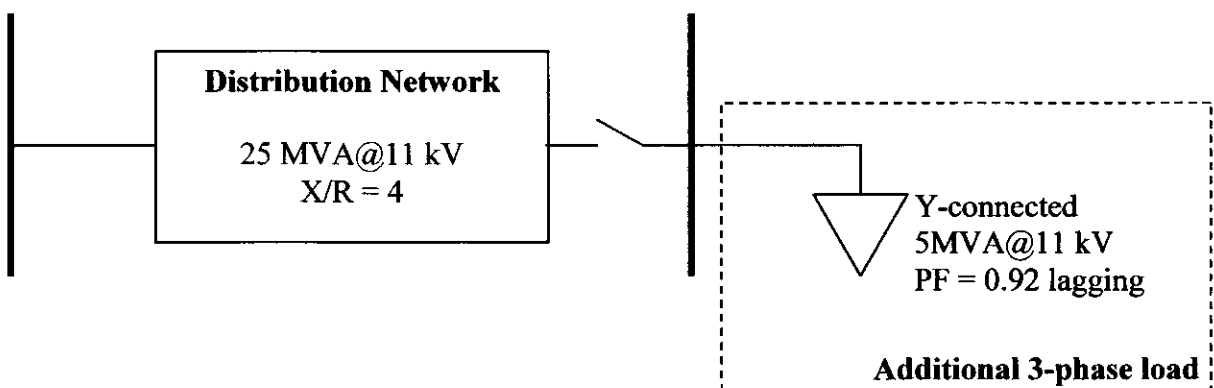 Distribution Network
25 MVA@11 kV
X/R = 4
Y-connected
5MVA@11 kV
PF = 0.92 lagging
Additional 3-phase load